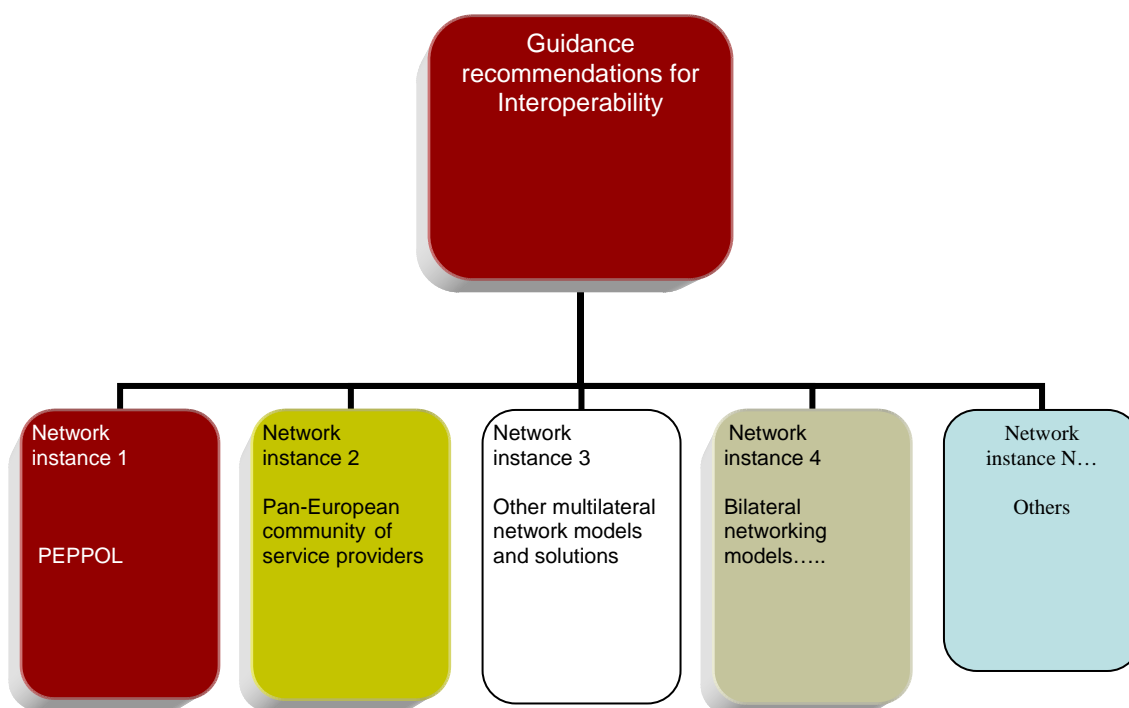 Guidance
recommendations for
Interoperability
Network
instance 1
PEPPOL
Network
instance 2
Pan-European
community of
service providers
Network
instance 3
Other multilateral
network models
and solutions
Network
instance 4
Bilateral
networking
models…..
Network
instance N…
Others